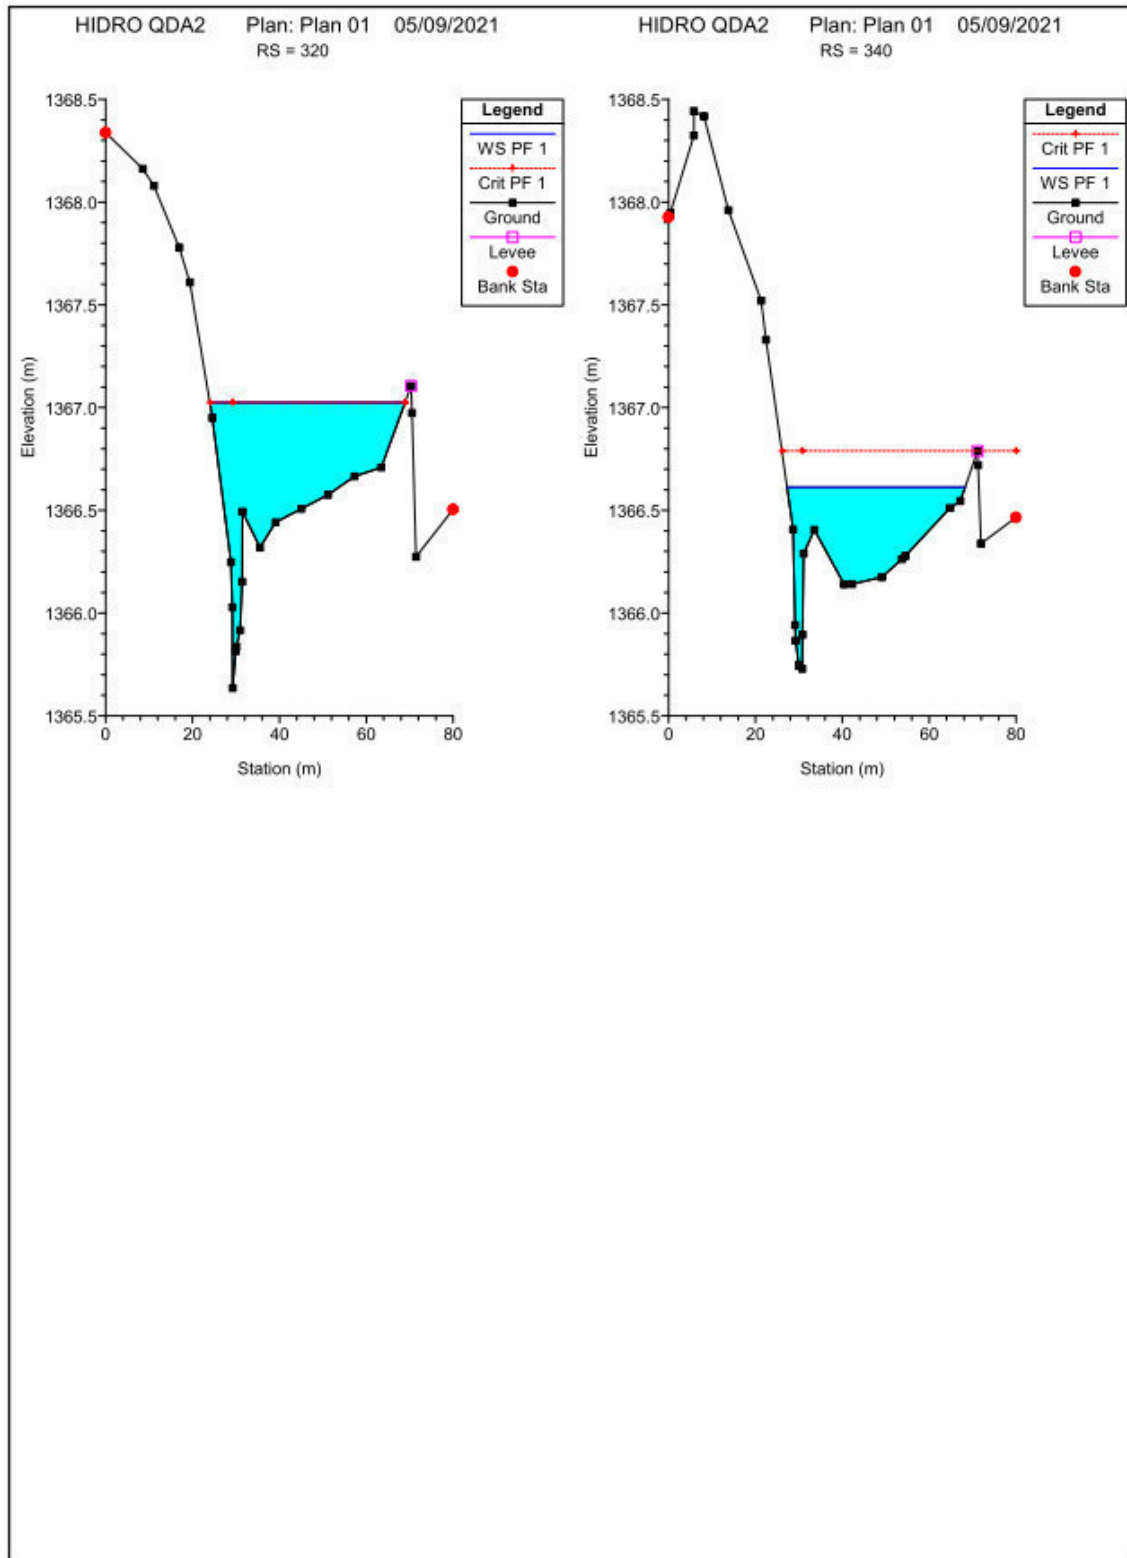 HIDRO QDA2 Plan: Plan 01 05/09/2021
RS = 320
1368.5
1368.0
1367.5
1367.0
1366.5
1366.0
1365.5
Elevation (m)
0 20 40 60 80
Station (m)
Legend
WS PF 1
Crit PF 1
Ground
Levee
Bank Sta
HIDRO QDA2 Plan: Plan 01 05/09/2021
RS = 340
1368.5
1368.0
1367.5
1367.0
1366.5
1366.0
1365.5
Elevation (m)
0 20 40 60 80
Station (m)
Legend
Crit PF 1
WS PF 1
Ground
Levee
Bank Sta